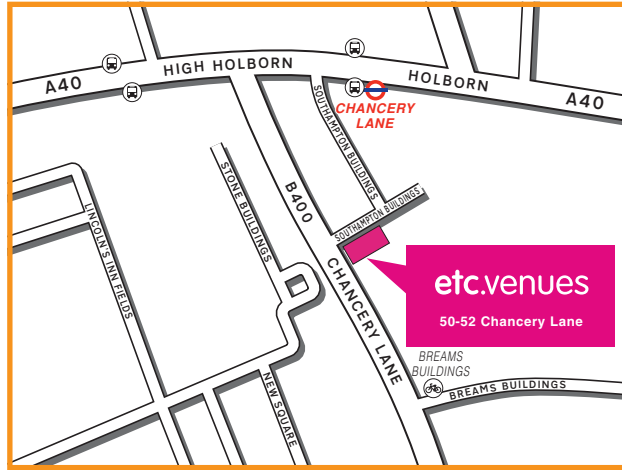 HIGH HOLBORN
A40
HOLBORN
A40
CHANCERY
LANE
SOUTHAMPTON BUILDINGS
SOUTHAMPTON BUILDINGS
STONE BUILDINGS
B400
CHANCERY LANE
LINCOLN'S INN FIELDS
etc.venues
50-52 Chancery Lane
BREAMS
BUILDINGS
BREAMS BUILDINGS
NEW SQUARE